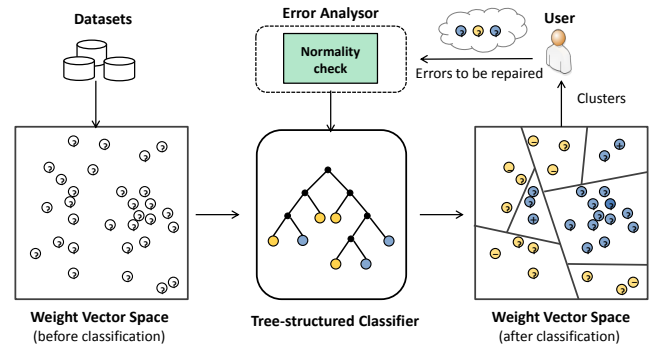 Datasets
Error Analysor
User
Normality
check
Errors to be repaired
Clusters
Weight Vector Space
(before classification)
Tree-structured Classifier
Weight Vector Space
(after classification)